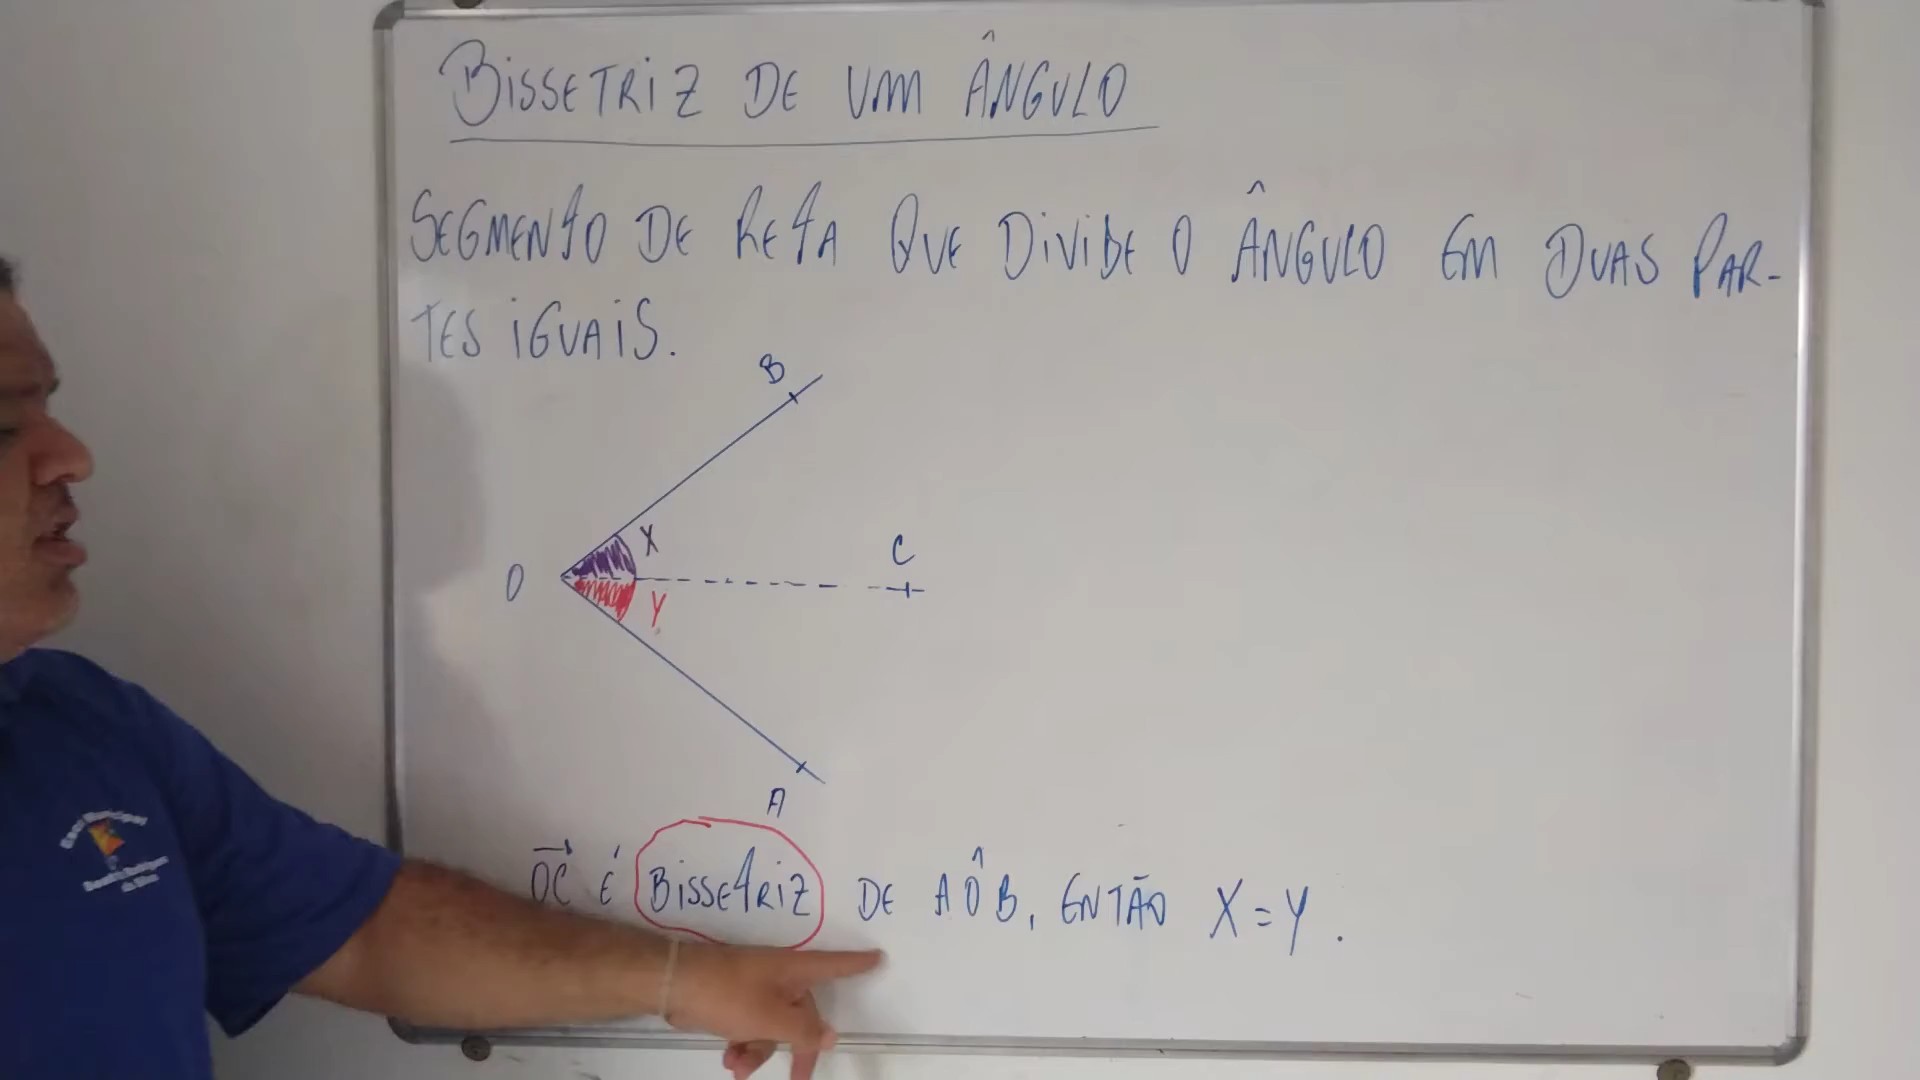 BISSETRIZ DE UM ÂNGULO
SEGMENTO DE RETA QUE DIVIDE O ÂNGULO EM DUAS PAR-
TES IGUAIS.
B
X
C
O
Y
A
OC É BISSETRIZ DE AÔB, ENTÃO X=Y.